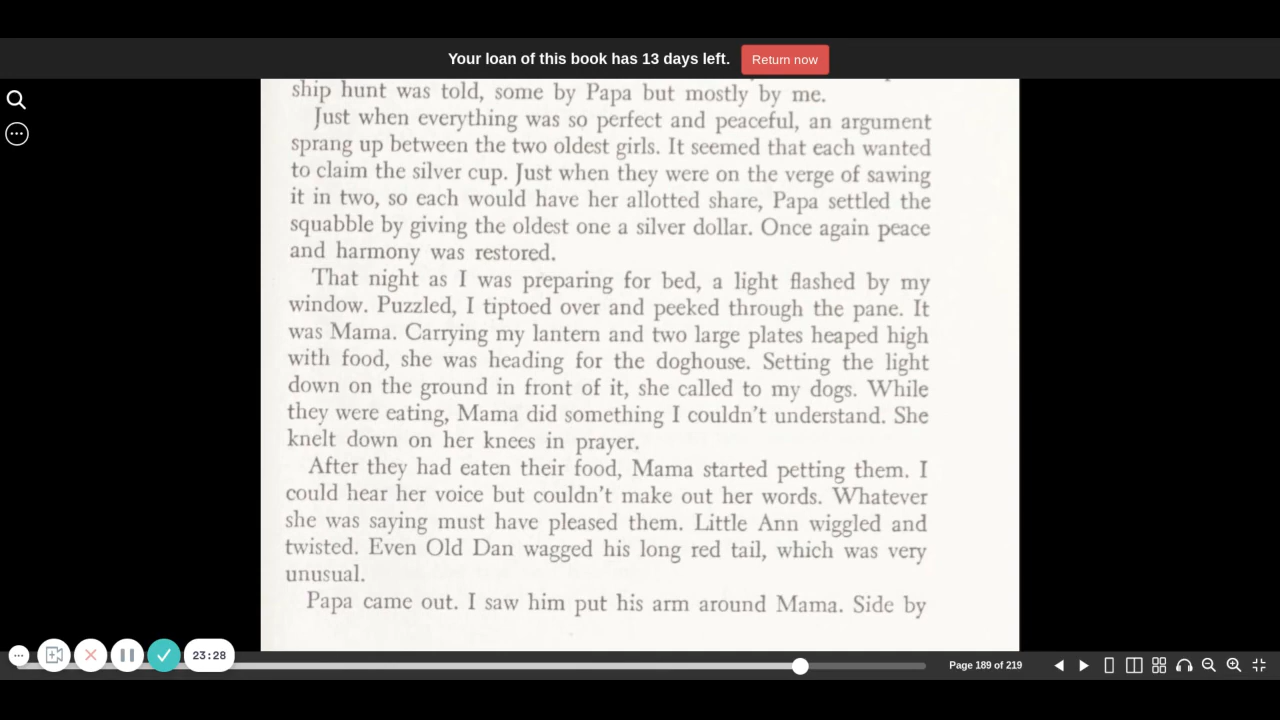 Your loan of this book has 13 days left. Return now
ship hunt was told, some by Papa but mostly by me.
Just when everything was so perfect and peaceful, an argument
sprang up between the two oldest girls. It seemed that each wanted
to claim the silver cup. Just when they were on the verge of sawing
it in two, so each would have her allotted share, Papa settled the
squabble by giving the oldest one a silver dollar. Once again peace
and harmony was restored.
That night as I was preparing for bed, a light flashed by my
window. Puzzled, I tiptoed over and peeked through the pane. It
was Mama. Carrying my lantern and two large plates heaped high
with food, she was heading for the doghouse. Setting the light
down on the ground in front of it, she called to my dogs. While
they were eating, Mama did something I couldn't understand. She
knelt down on her knees in prayer.
After they had eaten their food, Mama started petting them. I
could hear her voice but couldn't make out her words. Whatever
she was saying must have pleased them. Little Ann wiggled and
twisted. Even Old Dan wagged his long red tail, which was very
unusual.
Papa came out. I saw him put his arm around Mama. Side by
23:28
Page 189 of 219